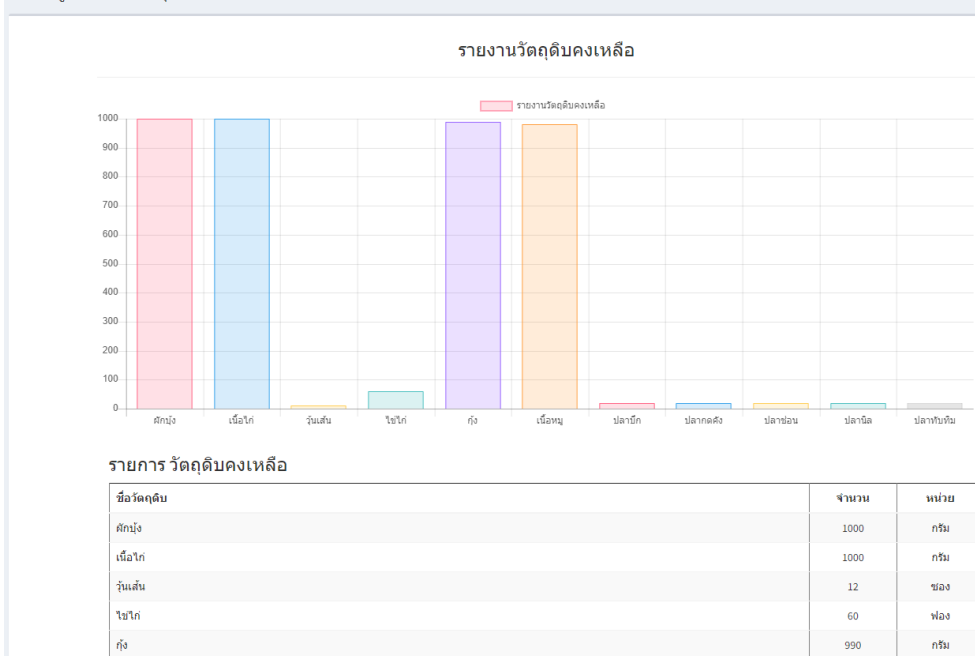 รายงานวัตถุดิบคงเหลือ
รายงานวัตถุดิบคงเหลือ
1000
900
800
700
600
500
400
300
200
100
0
ผักบุ้ง เนื้อไก่ วุ้นเส้น ไข่ไก่ กุ้ง เนื้อหมู ปลาบึก ปลากดคัง ปลาช่อน ปลานิล ปลาทับทิม
รายการ วัตถุดิบคงเหลือ
ชื่อวัตถุดิบ จำนวน หน่วย
ผักบุ้ง 1000 กรัม
เนื้อไก่ 1000 กรัม
วุ้นเส้น 12 ซอง
ไข่ไก่ 60 ฟอง
กุ้ง 990 กรัม